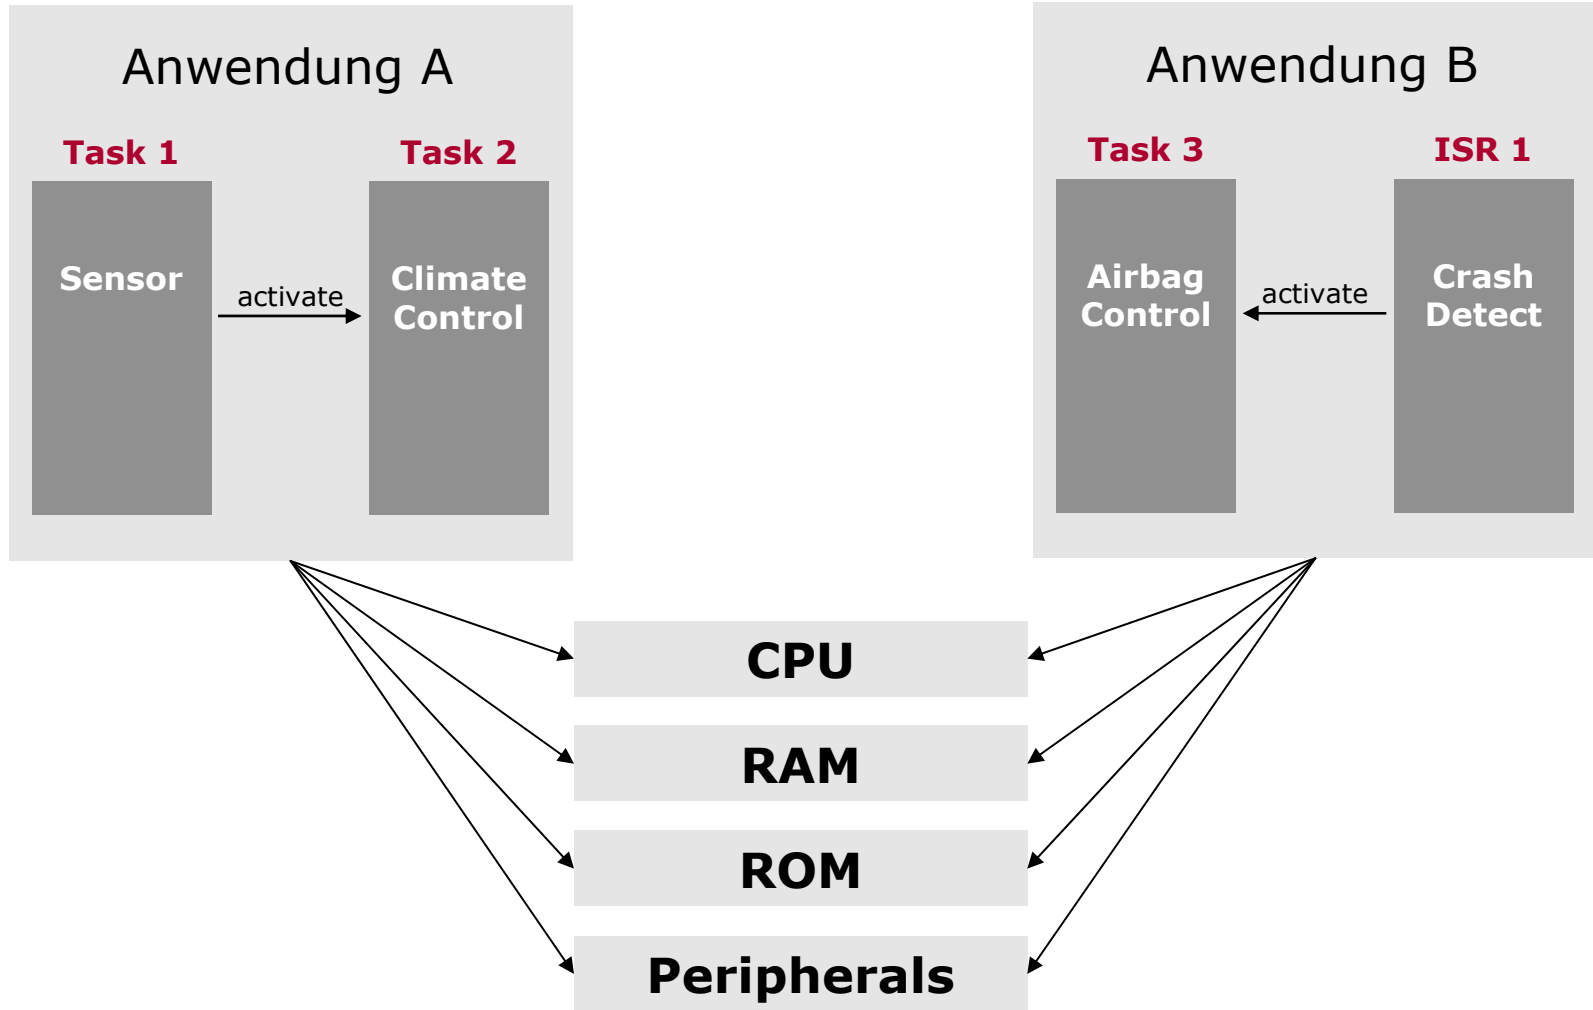 Anwendung A
Task 1
Task 2
Sensor
activate
Climate
Control
Anwendung B
Task 3
ISR 1
Airbag
Control
activate
Crash
Detect
CPU
RAM
ROM
Peripherals